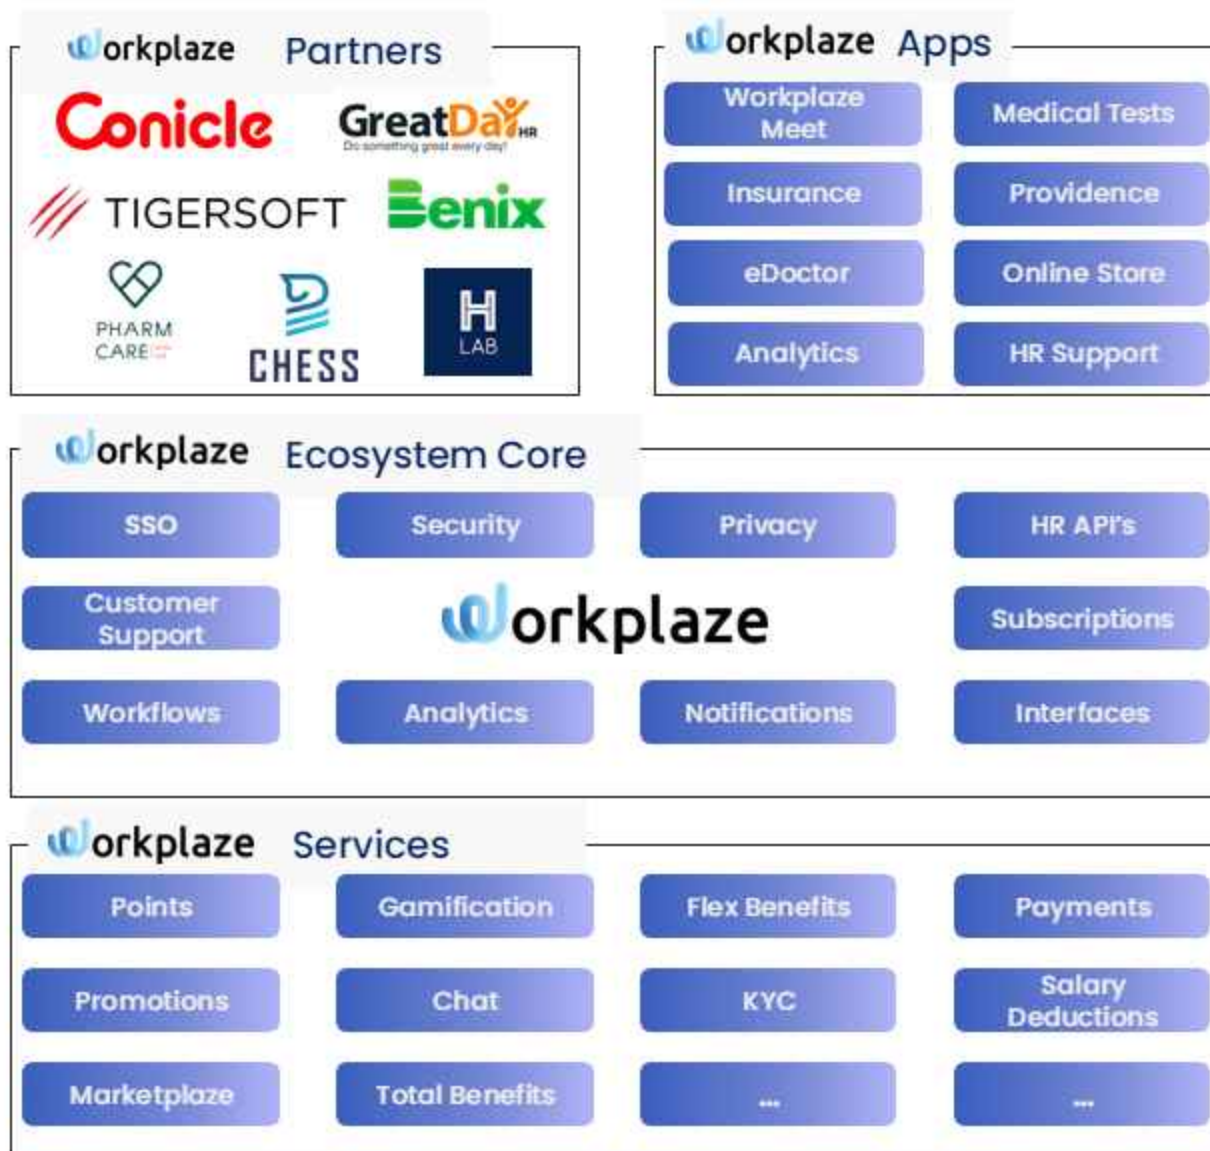 Workplaze Partners
Conicle
GreatDay HR
Do something great every day!
TIGERSOFT
Benix
PHARM
CARE
CHESS
H
LAB
Workplaze Apps
Workplaze
Meet
Medical Tests
Insurance
Providence
eDoctor
Online Store
Analytics
HR Support
Workplaze Ecosystem Core
SSO
Security
Privacy
HR API's
Customer
Support
Workplaze
Subscriptions
Workflows
Analytics
Notifications
Interfaces
Workplaze Services
Points
Gamification
Flex Benefits
Payments
Promotions
Chat
KYC
Salary
Deductions
Marketplaze
Total Benefits
...
...